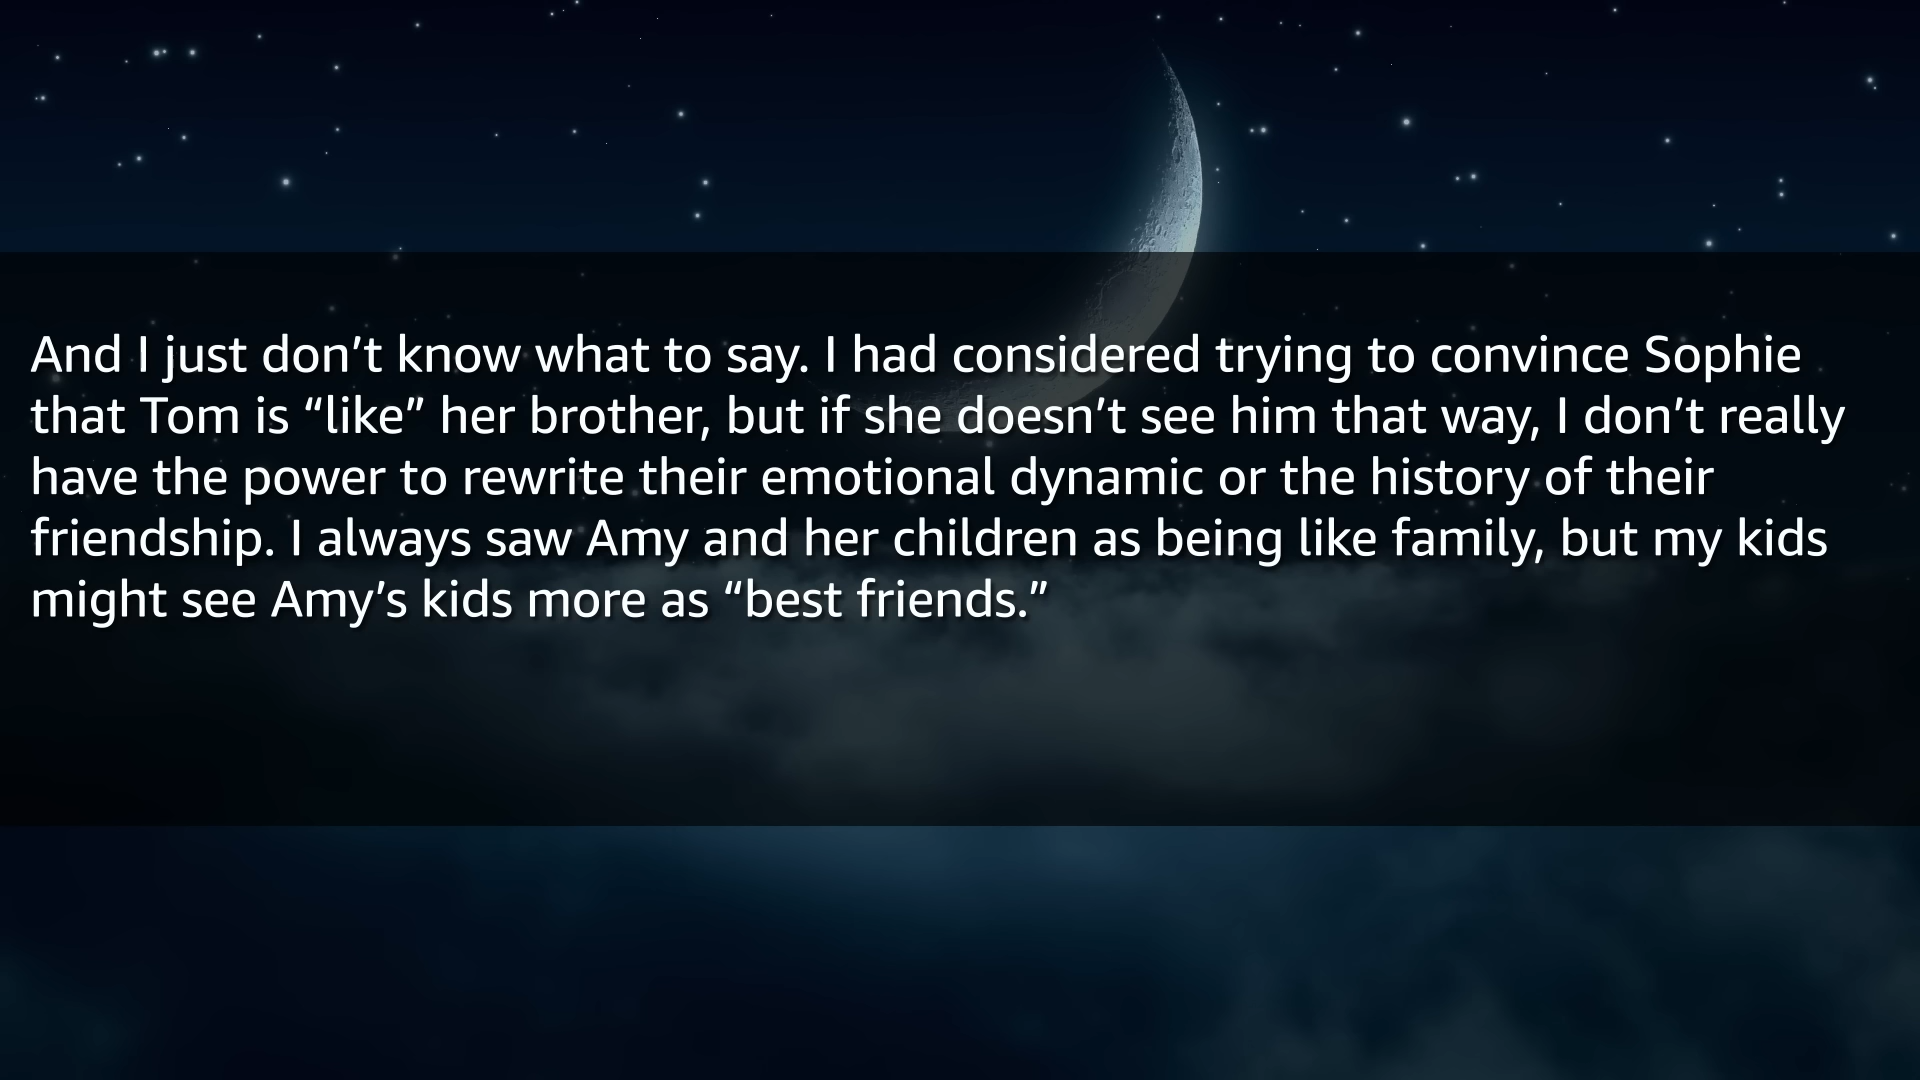 And I just don’t know what to say. I had considered trying to convince Sophie
that Tom is “like” her brother, but if she doesn’t see him that way, I don’t really
have the power to rewrite their emotional dynamic or the history of their
friendship. I always saw Amy and her children as being like family, but my kids
might see Amy’s kids more as “best friends.”